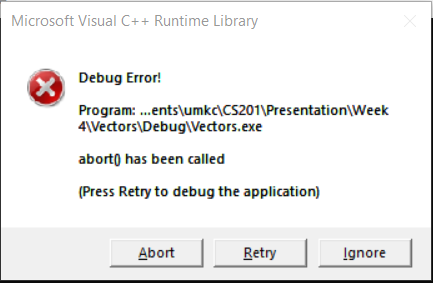 Microsoft Visual C++ Runtime Library
Debug Error!
Program: ...ents\umkc\CS201\Presentation\Week
4\Vectors\Debug\Vectors.exe
abort() has been called
(Press Retry to debug the application)
Abort
Retry
Ignore